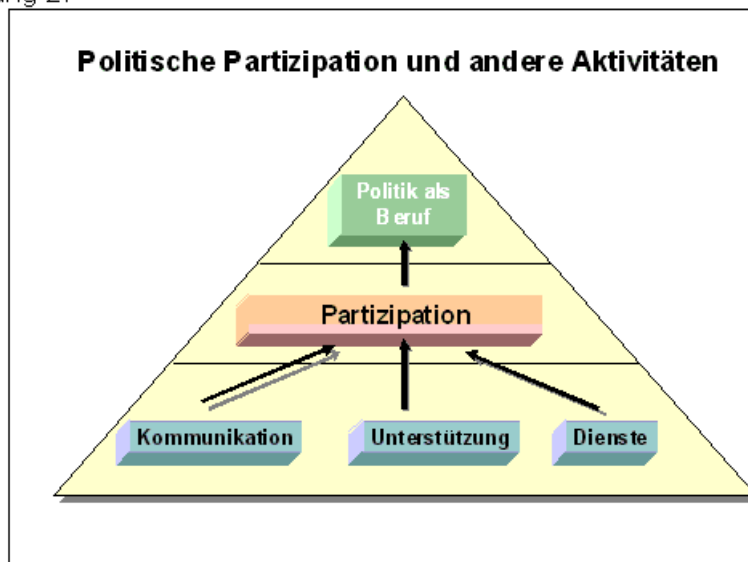 Politische Partizipation und andere Aktivitäten
Politik als
Beruf
Partizipation
Kommunikation
Unterstützung
Dienste